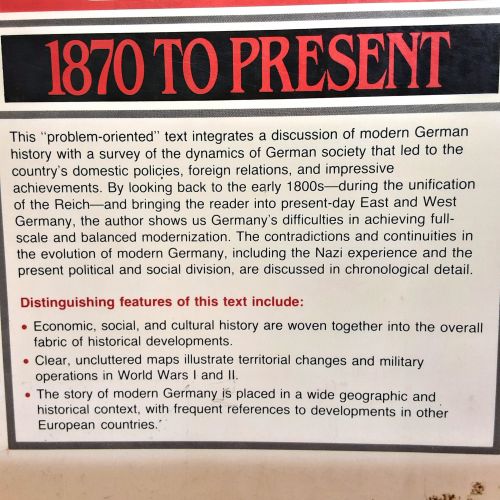 1870 TO PRESENT
This "problem-oriented" text integrates a discussion of modern German
history with a survey of the dynamics of German society that led to the
country's domestic policies, foreign relations, and impressive
achievements. By looking back to the early 1800s—during the unification
of the Reich—and bringing the reader into present-day East and West
Germany, the author shows us Germany's difficulties in achieving full-
scale and balanced modernization. The contradictions and continuities in
the evolution of modern Germany, including the Nazi experience and the
present political and social division, are discussed in chronological detail.
Distinguishing features of this text include:
• Economic, social, and cultural history are woven together into the overall
fabric of historical developments.
• Clear, uncluttered maps illustrate territorial changes and military
operations in World Wars I and II.
• The story of modern Germany is placed in a wide geographic and
historical context, with frequent references to developments in other
European countries.